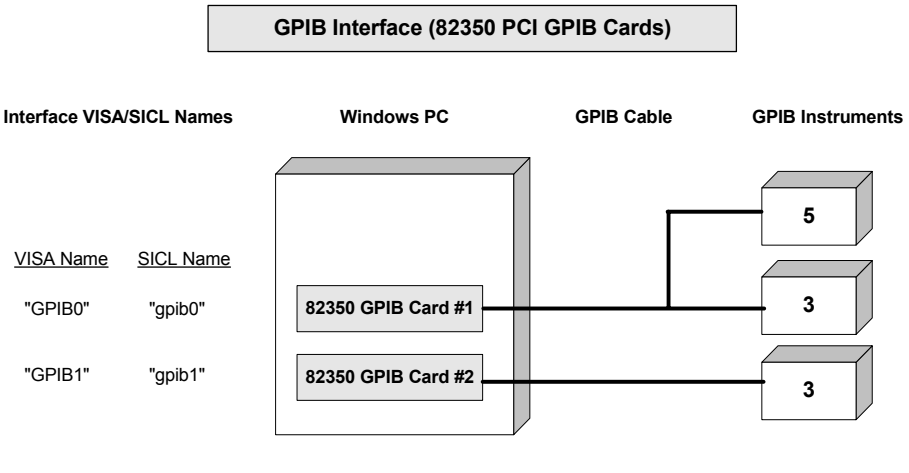 GPIB Interface (82350 PCI GPIB Cards)
Interface VISA/SICL Names Windows PC GPIB Cable GPIB Instruments
5
VISA Name SICL Name
"GPIB0" "gpib0" 82350 GPIB Card #1 3
"GPIB1" "gpib1" 82350 GPIB Card #2 3